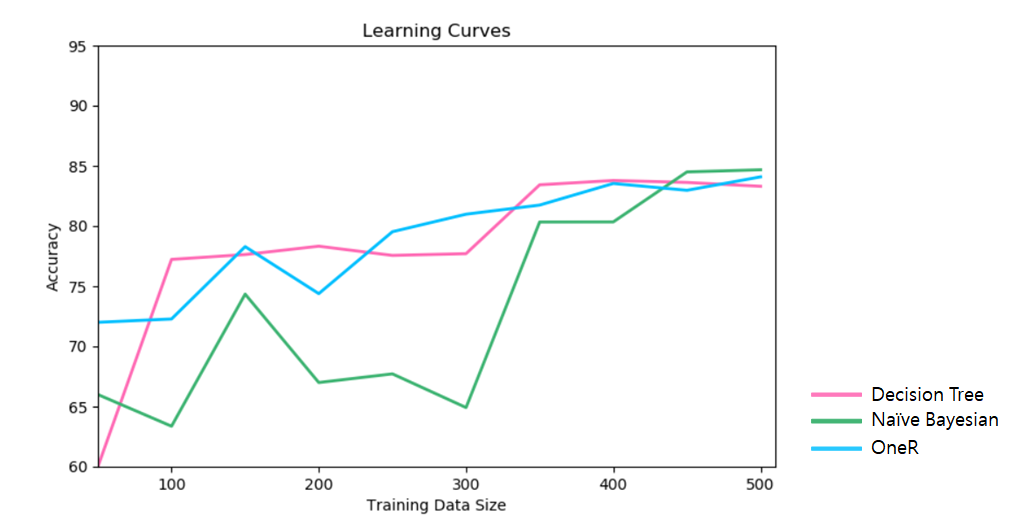 Learning Curves
95
90
85
80
75
70
65
60
Accuracy
100 200 300 400 500
Training Data Size
Decision Tree
Naïve Bayesian
OneR